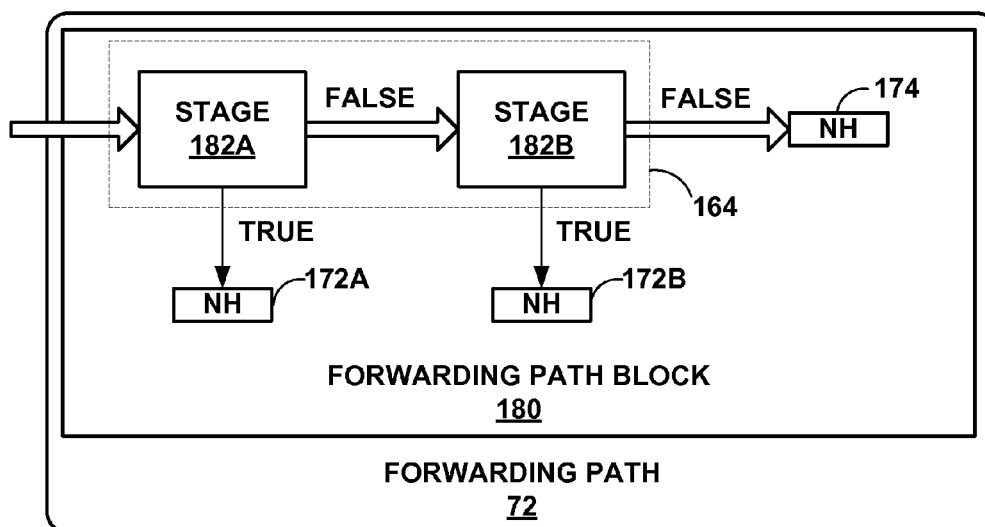 STAGE
182A
FALSE
STAGE
182B
FALSE
NH
174
164
TRUE
TRUE
NH
172A
NH
172B
FORWARDING PATH BLOCK
180
FORWARDING PATH
72